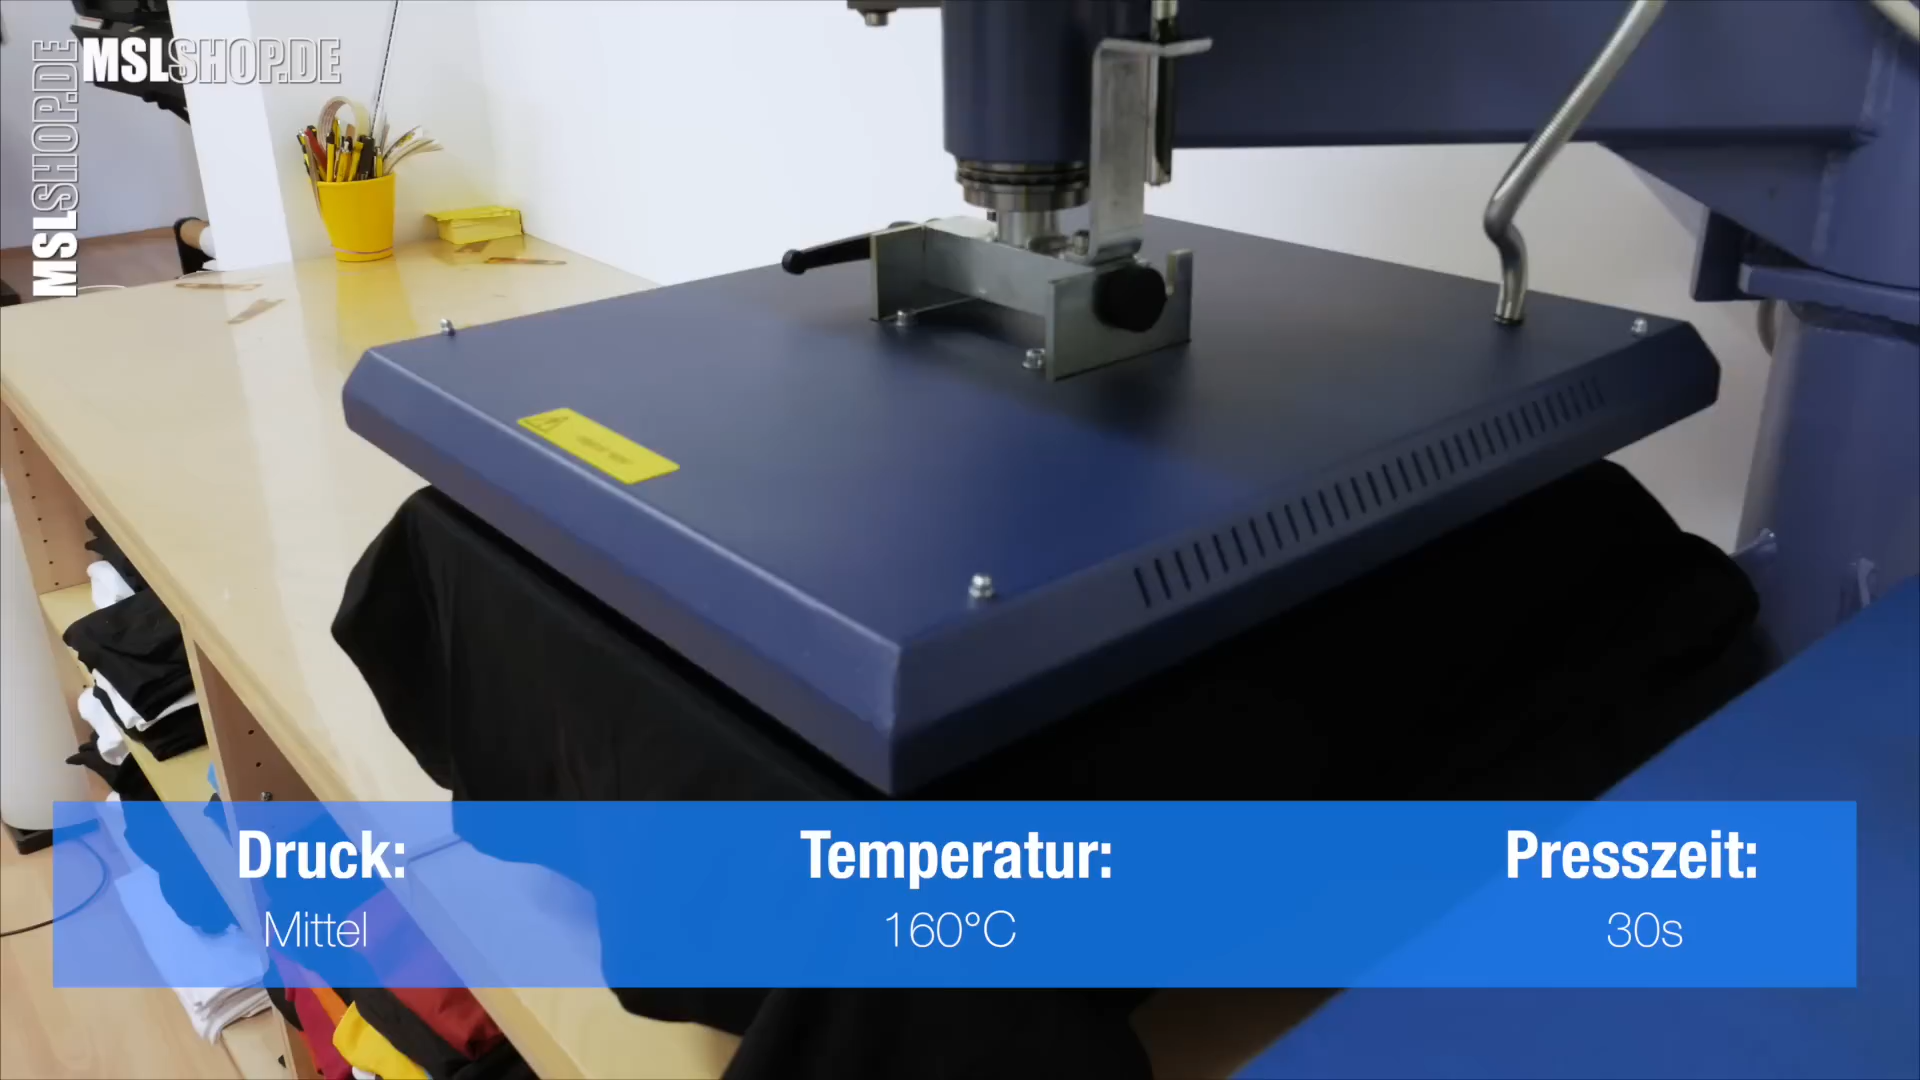 MSLSHOP.DE
MSLSHOP.DE
Druck:
Mittel
Temperatur:
160°C
Presszeit:
30s